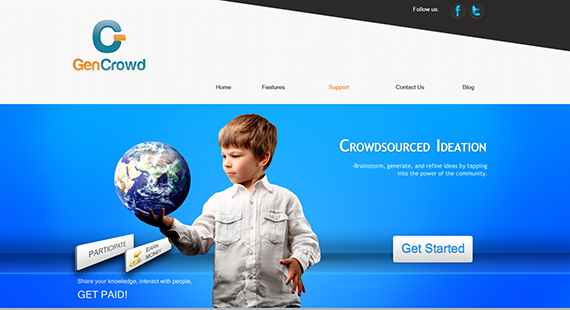 Follow us:
GenCrowd
Home Features Support Contact Us Blog
CROWDSOURCED IDEATION
-Brainstorm, generate, and refine ideas by tapping
into the power of the community.
PARTICIPATE
EARN
MONEY
Get Started
Share your knowledge, interact with people,
GET PAID!